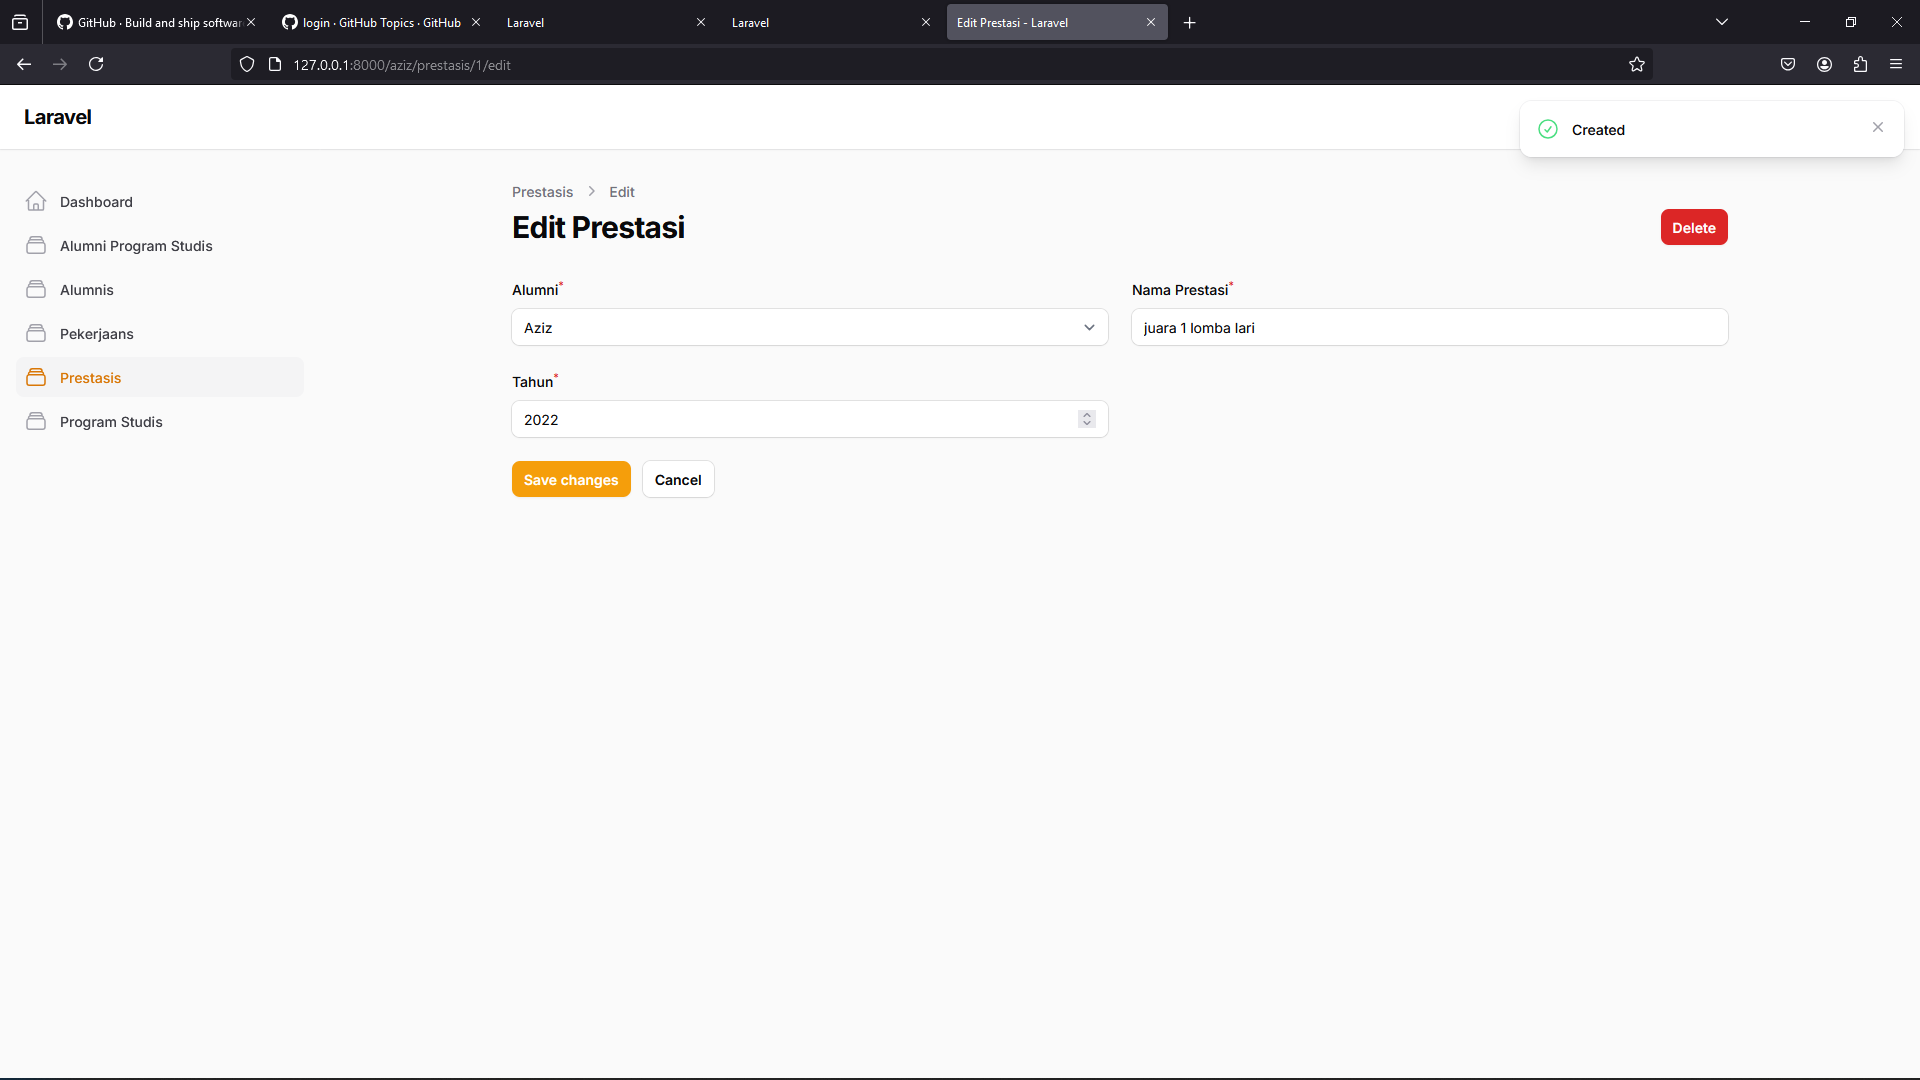 GitHub · Build and ship softwar
login · GitHub Topics · GitHub
Laravel
Laravel
Edit Prestasi - Laravel
127.0.0.1:8000/aziz/prestasis/1/edit
Laravel
Created
Dashboard
Alumni Program Studis
Alumnis
Pekerjaans
Prestasis
Program Studis
Prestasis > Edit
Edit Prestasi
Delete
Alumni*
Nama Prestasi*
Aziz
juara 1 lomba lari
Tahun*
2022
Save changes
Cancel